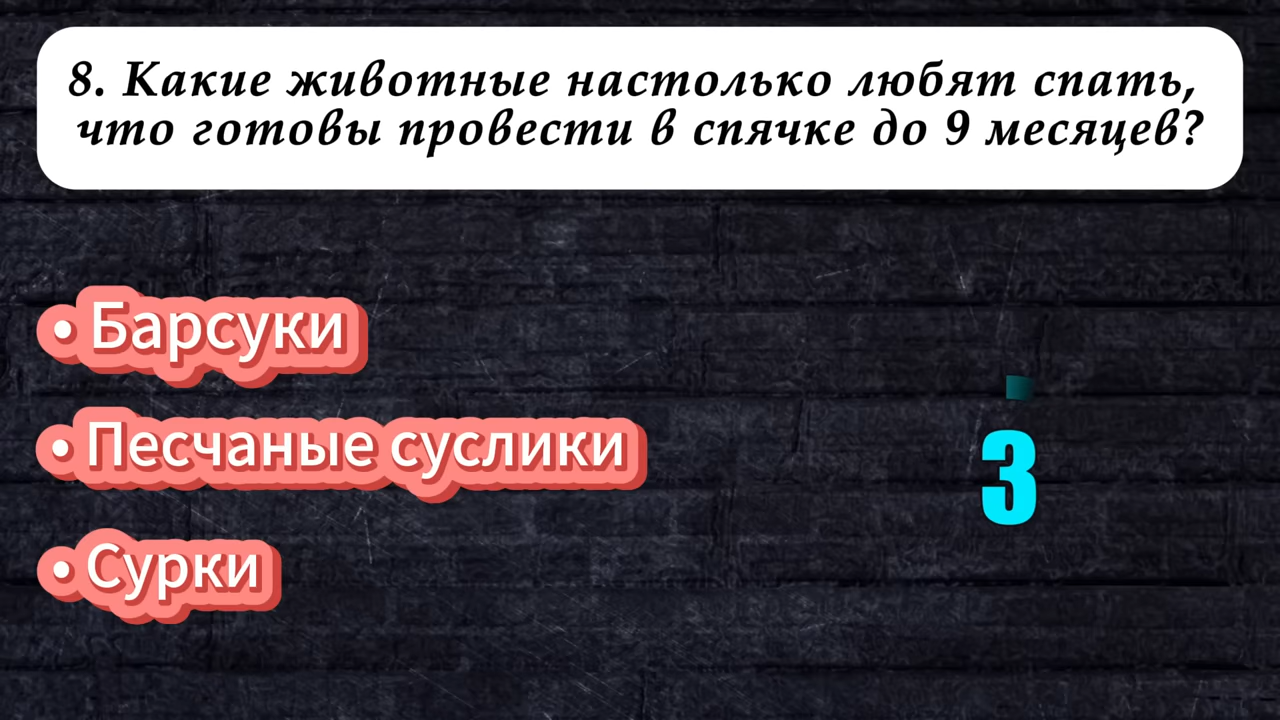 8. Какие животные настолько любят спать,
что готовы провести в спячке до 9 месяцев?
• Барсуки
• Песчаные суслики
3
• Сурки